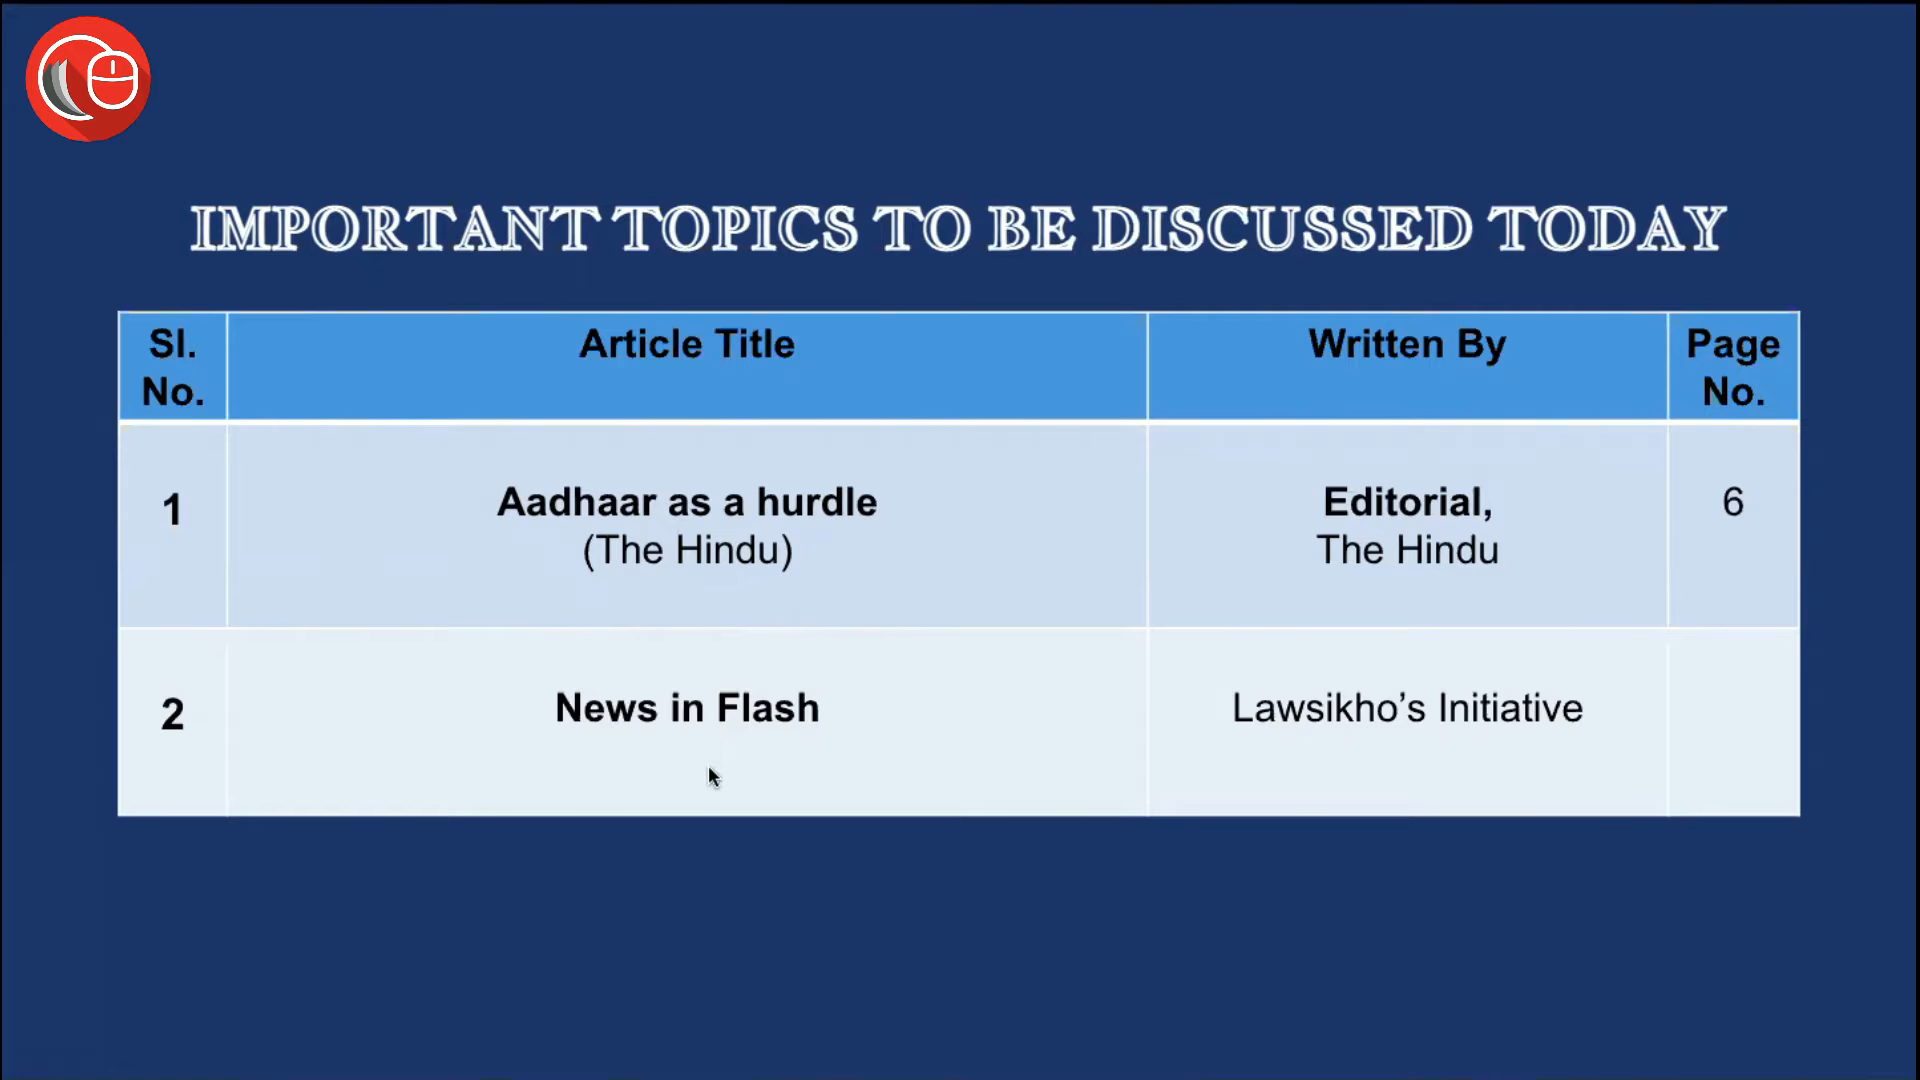 IMPORTANT TOPICS TO BE DISCUSSED TODAY
Sl. No.
Article Title
Written By
Page No.
1
Aadhaar as a hurdle
(The Hindu)
Editorial,
The Hindu
6
2
News in Flash
Lawsikho’s Initiative